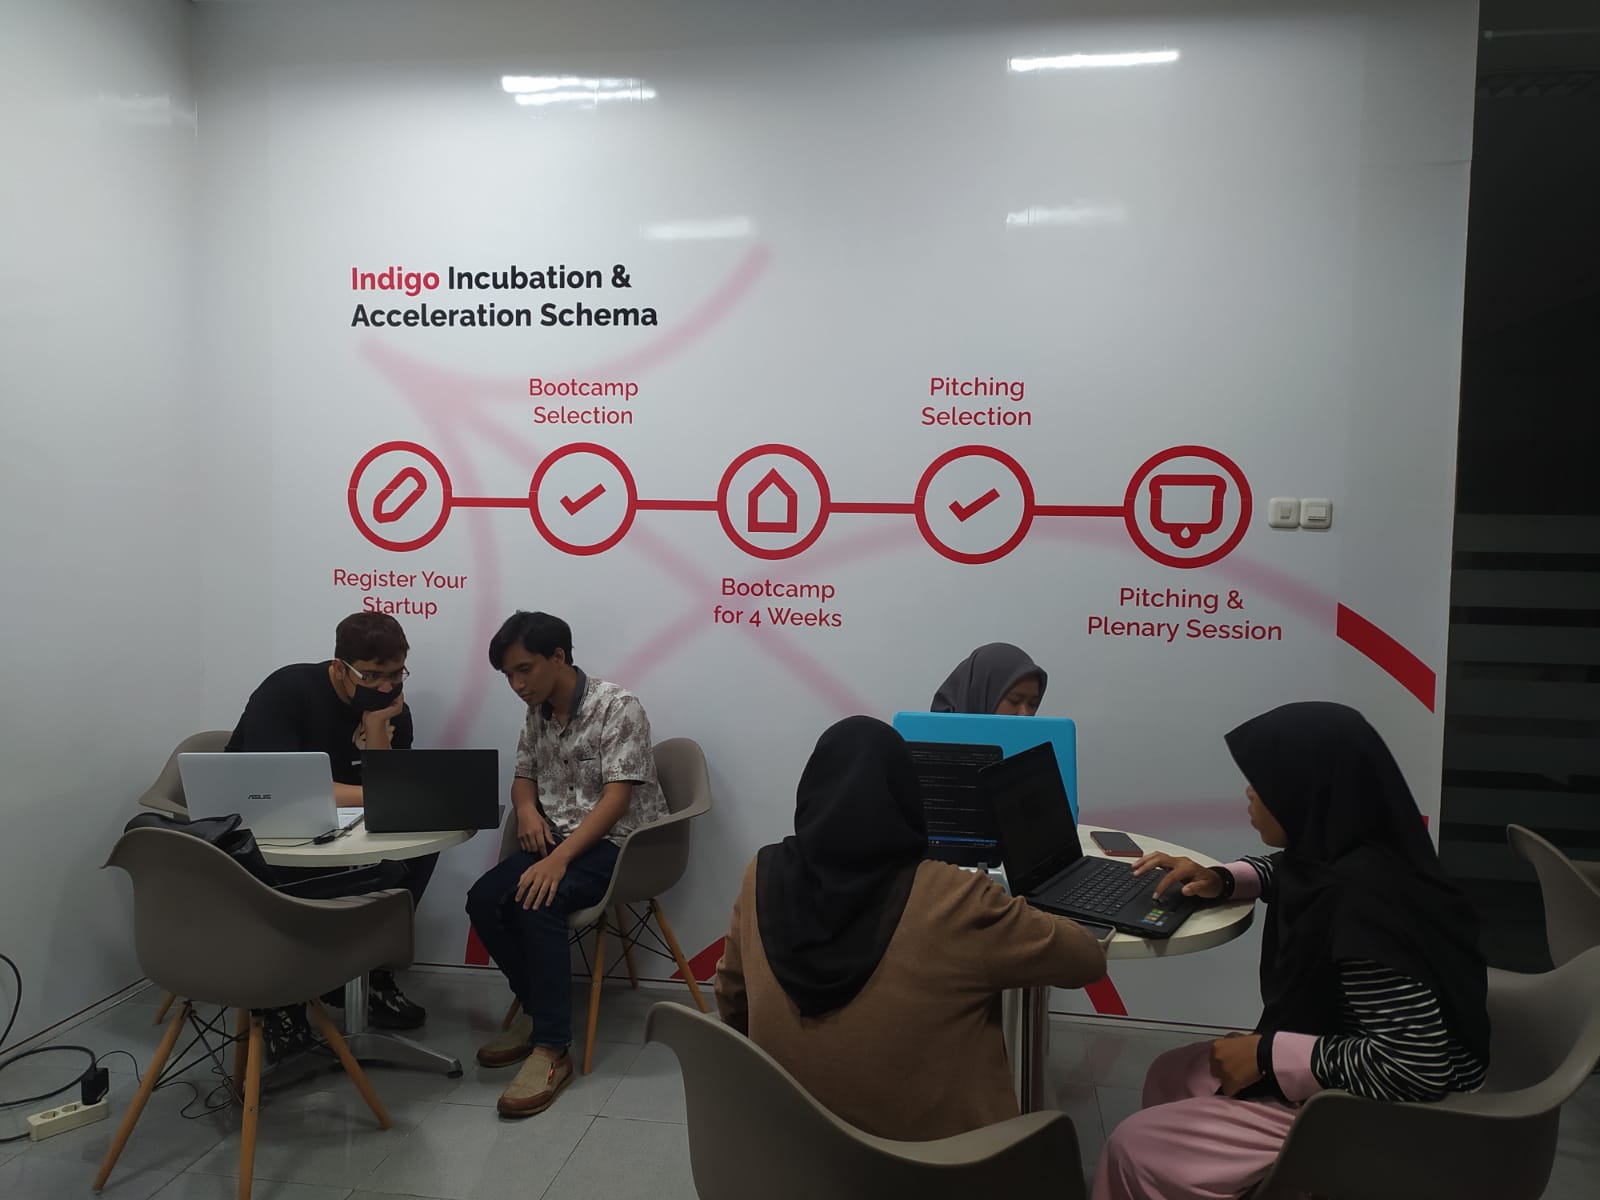 Indigo Incubation &
Acceleration Schema
Bootcamp
Selection
Pitching
Selection
Register Your
Startup
Bootcamp
for 4 Weeks
Pitching &
Plenary Session
ASUS